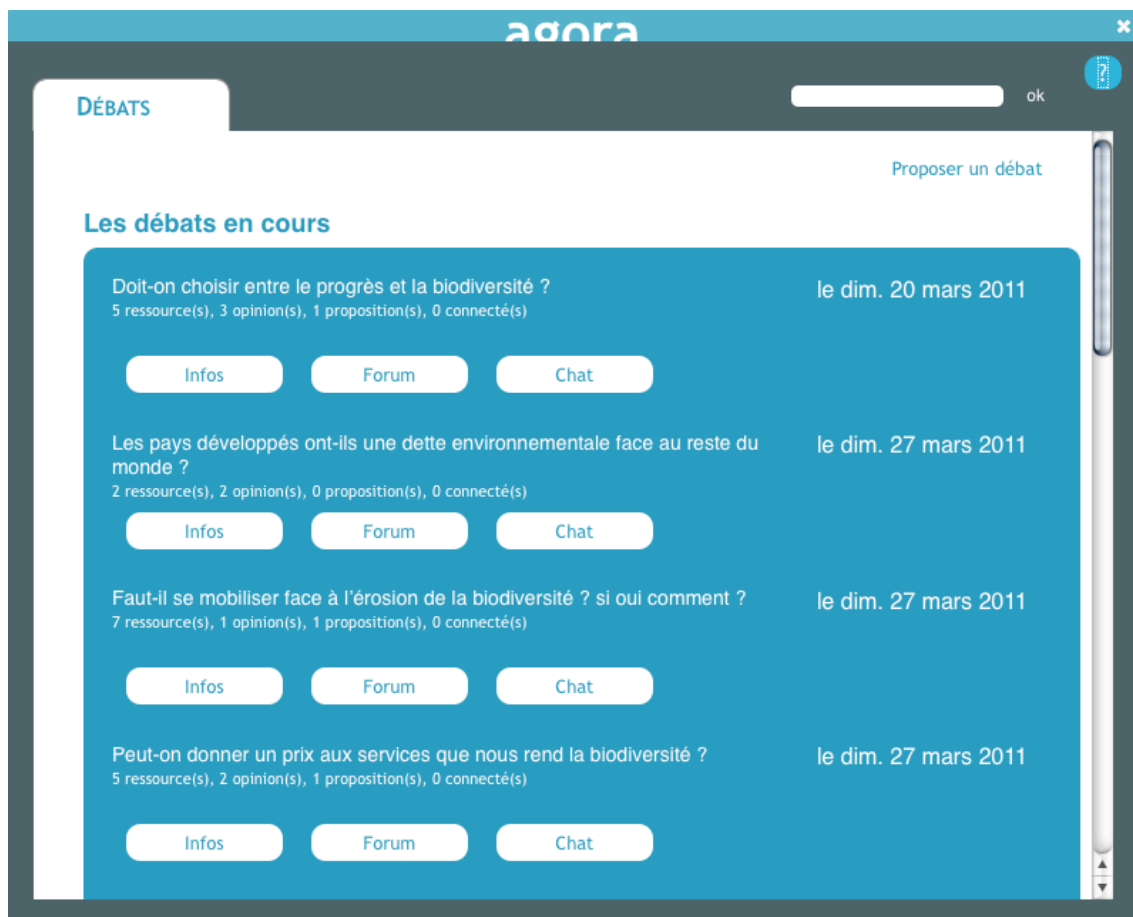 agora
?
ok
DÉBATS
Proposer un débat
Les débats en cours
Doit-on choisir entre le progrès et la biodiversité ?
le dim. 20 mars 2011
5 ressource(s), 3 opinion(s), 1 proposition(s), 0 connecté(s)
Infos Forum Chat
Les pays développés ont-ils une dette environnementale face au reste du
le dim. 27 mars 2011
monde ?
2 ressource(s), 2 opinion(s), 0 proposition(s), 0 connecté(s)
Infos Forum Chat
Faut-il se mobiliser face à l'érosion de la biodiversité ? si oui comment ?
le dim. 27 mars 2011
7 ressource(s), 1 opinion(s), 1 proposition(s), 0 connecté(s)
Infos Forum Chat
Peut-on donner un prix aux services que nous rend la biodiversité ?
le dim. 27 mars 2011
5 ressource(s), 2 opinion(s), 1 proposition(s), 0 connecté(s)
Infos Forum Chat